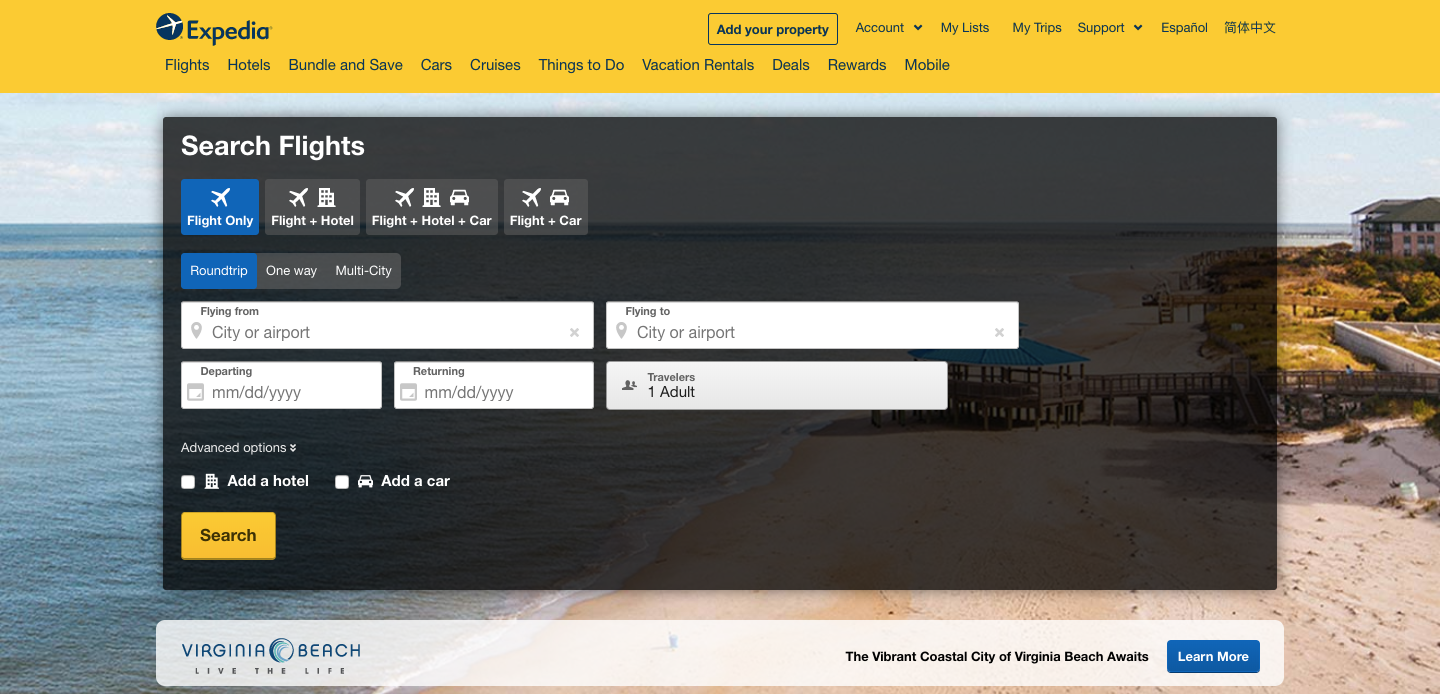 Expedia
Add your property
Account
My Lists
My Trips
Support
Español
简体中文
Flights
Hotels
Bundle and Save
Cars
Cruises
Things to Do
Vacation Rentals
Deals
Rewards
Mobile
Search Flights
Flight Only
Flight + Hotel
Flight + Hotel + Car
Flight + Car
Roundtrip
One way
Multi-City
Flying from
City or airport
Flying to
City or airport
Departing
mm/dd/yyyy
Returning
mm/dd/yyyy
Travelers
1 Adult
Advanced options
Add a hotel
Add a car
Search
VIRGINIA BEACH
LIVE THE LIFE
The Vibrant Coastal City of Virginia Beach Awaits
Learn More